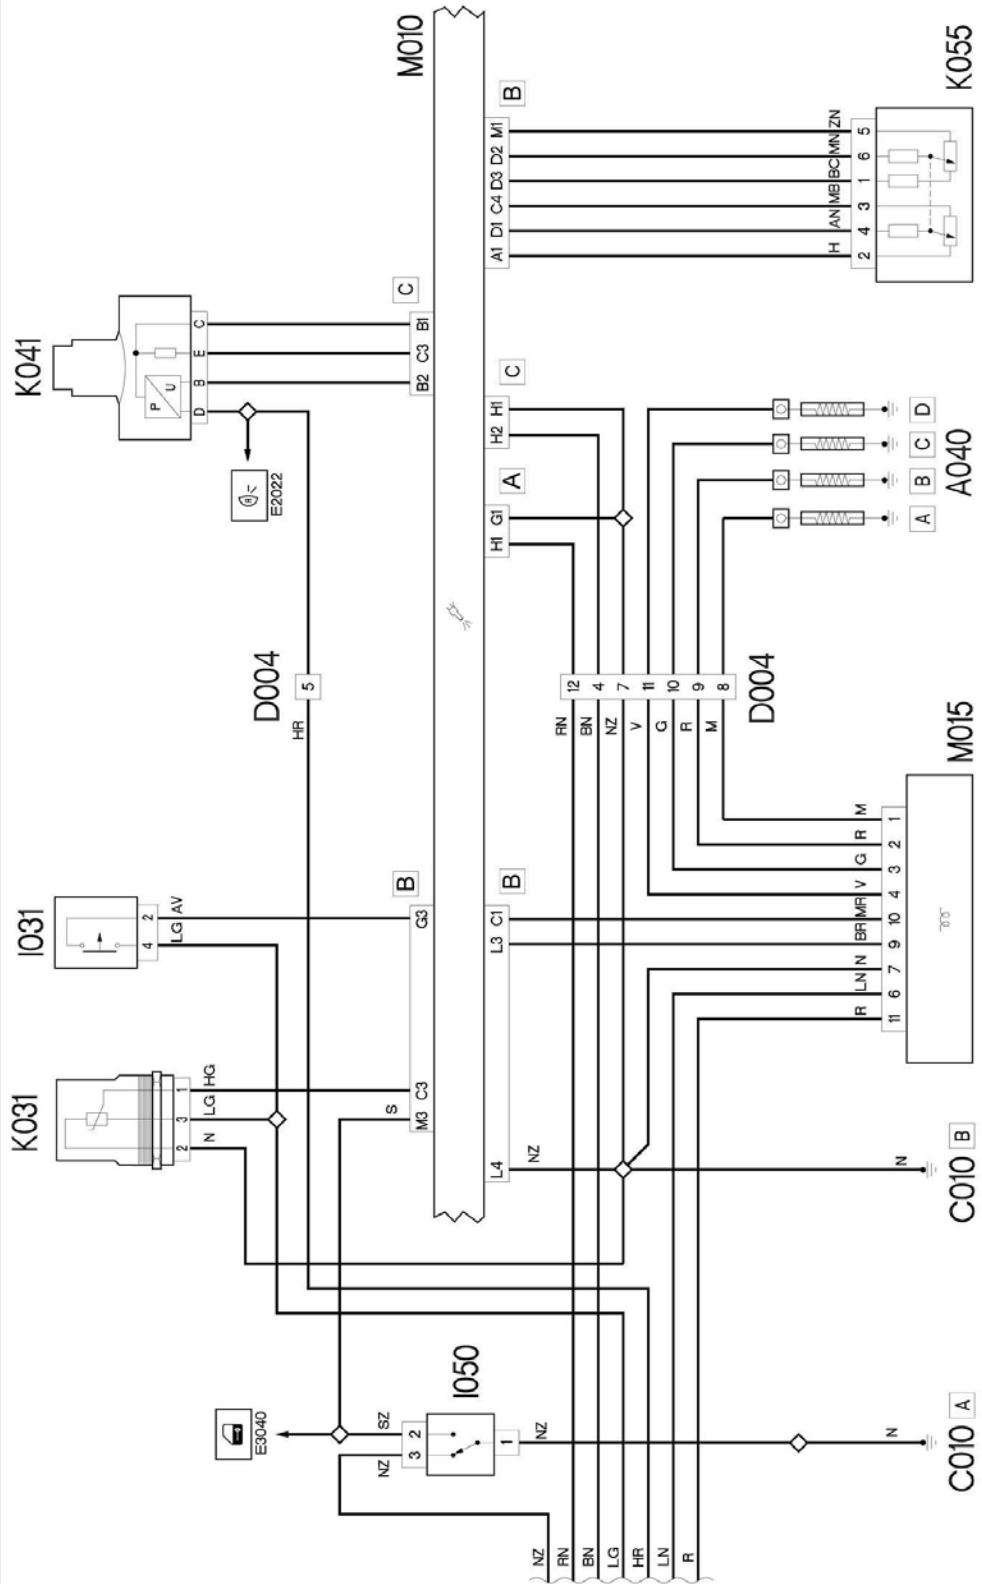 K041
P
U
D B E C
E2022
M010
C
B2 C3 B1
B
A1 D1 C4 D3 D2 M1
H AN MB BC MN ZN
2 4 3 1 6 5
K055
C
H2 H1
A
H1 G1
A B C D
A040
D004
5
HR
12 4 7 11 10 9 8
D004
RN
BN
NZ
V
G
R
M
I031
4 2
LG AV
B
G3
B
L3 C1
K031
2 3 1
N LG HG
S
M3 C3
L4
NZ
R LN N BR MR V G R M
11 6 7 9 10 4 3 2 1
M015
N
C010 B
E3040
NZ SZ
3 2
I050
1
NZ
N
C010 A
NZ
RN
BN
LG
HR
LN
R